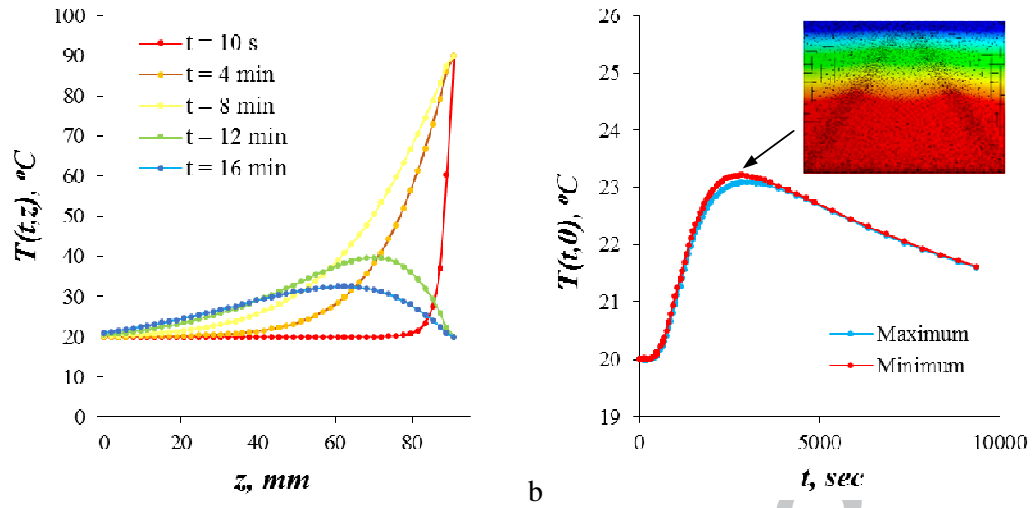 100
90
80
70
60
50
40
30
20
10
0
T(t,z), ºC
t = 10 s
t = 4 min
t = 8 min
t = 12 min
t = 16 min
0 20 40 60 80
z, mm
b
26
25
24
23
22
21
20
19
T(t,0), ºC
Maximum
Minimum
0 5000 10000
t, sec